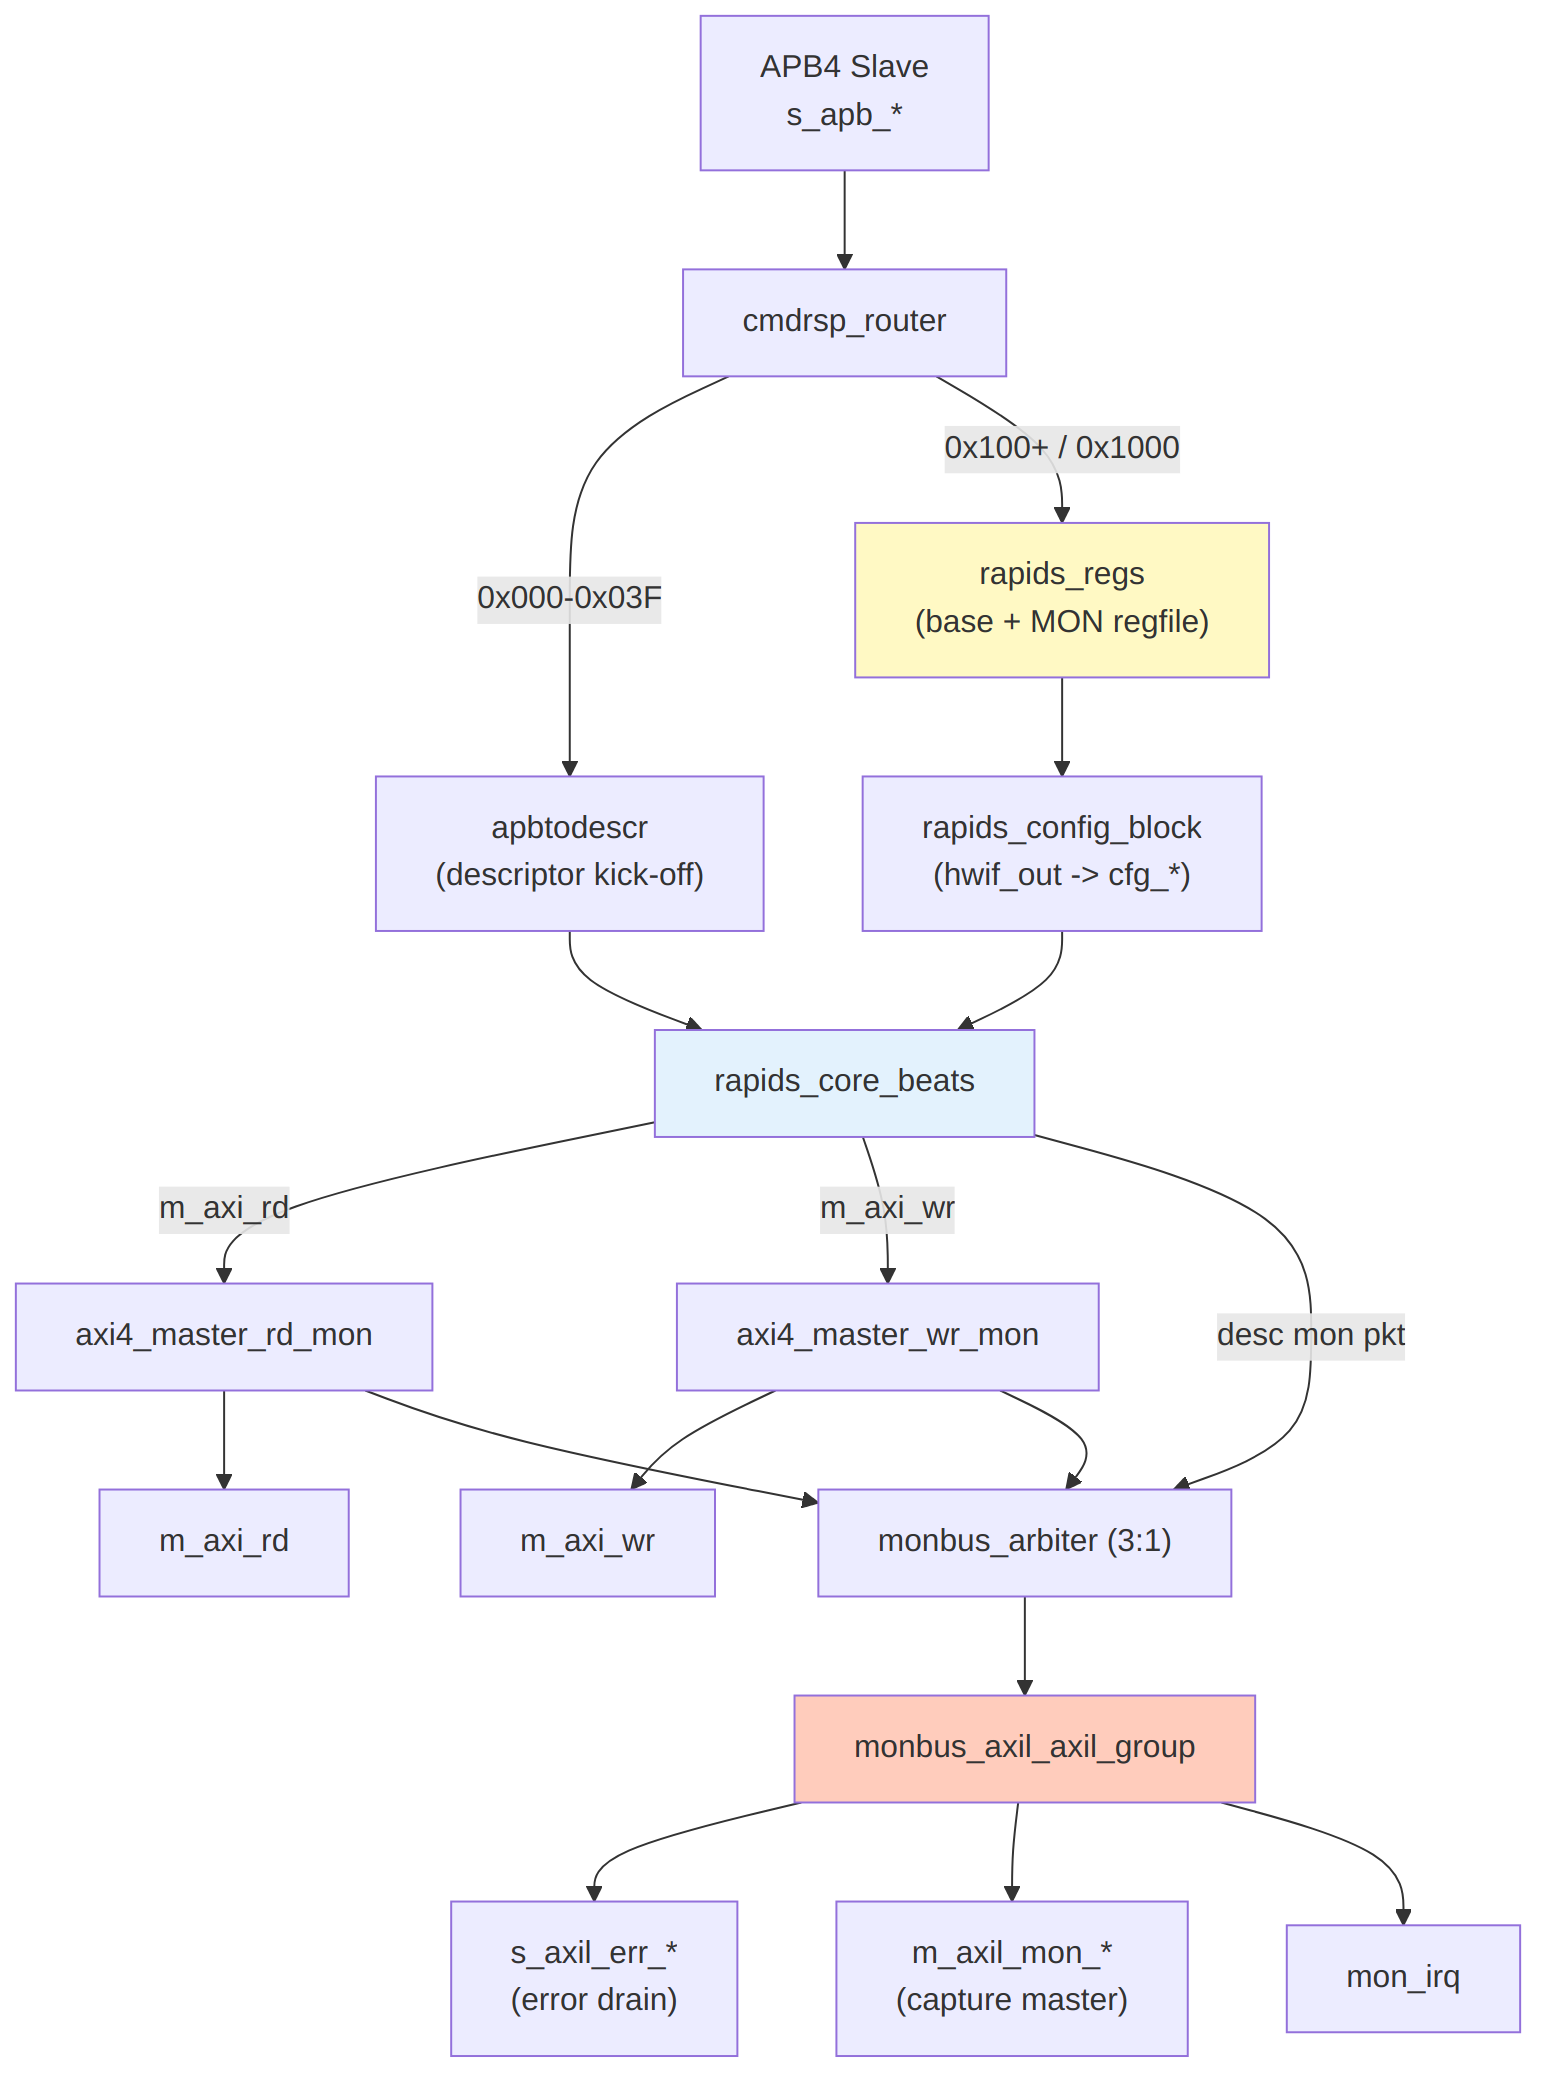 APB4 Slave
s_apb_*
cmdrsp_router
0x100+ / 0x1000
0x000-0x03F
rapids_regs
(base + MON regfile)
apbtodescr
(descriptor kick-off)
rapids_config_block
(hwif_out -> cfg_*)
rapids_core_beats
m_axi_rd
m_axi_wr
desc mon pkt
axi4_master_rd_mon
axi4_master_wr_mon
m_axi_rd
m_axi_wr
monbus_arbiter (3:1)
monbus_axil_axil_group
s_axil_err_*
(error drain)
m_axil_mon_*
(capture master)
mon_irq